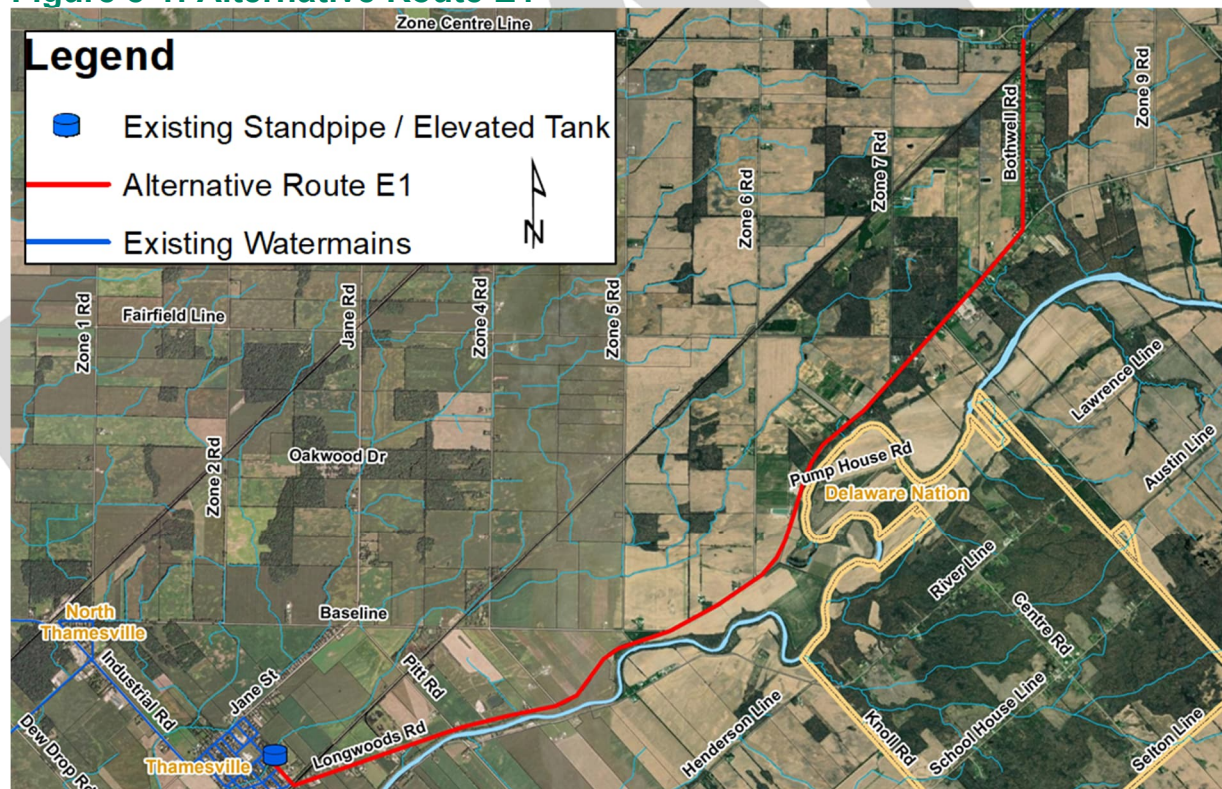 Zone Centre Line
Legend
Existing Standpipe / Elevated Tank
Alternative Route E1
Existing Watermains
N
Bothwell Rd
Zone 9 Rd
Zone 7 Rd
Zone 6 Rd
Zone 5 Rd
Zone 4 Rd
Jane Rd
Zone 1 Rd
Fairfield Line
Zone 2 Rd
Oakwood Dr
Lawrence Line
Austin Line
Pump House Rd
Delaware Nation
River Line
Centre Rd
Baseline
North
Thamesville
Industrial Rd
Jane St
Pitt Rd
Longwoods Rd
Thamesville
Dew Drop Rd
Henderson Line
Knoll Rd
School House Line
Selton Line